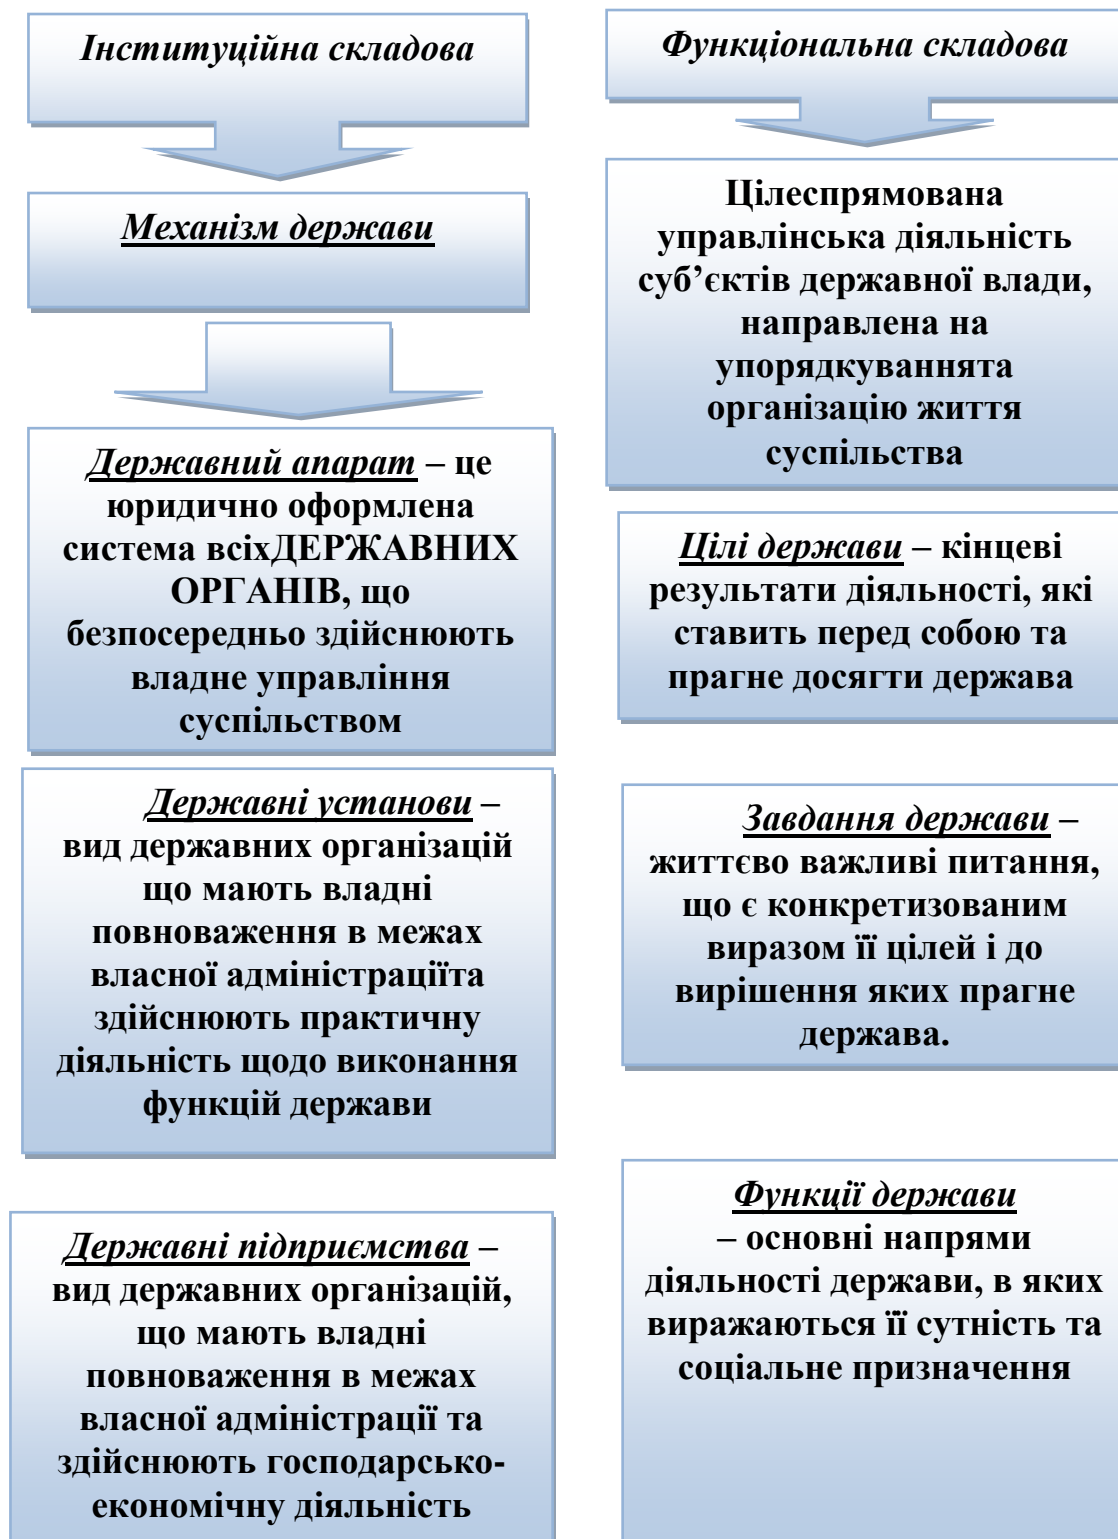 Інституційна складова
Механізм держави
Державний апарат – це
юридично оформлена
система всіхДЕРЖАВНИХ
ОРГАНІВ, що
безпосередньо здійснюють
владне управління
суспільством
Державні установи –
вид державних організацій
що мають владні
повноваження в межах
власної адміністраціїта
здійснюють практичну
діяльність щодо виконання
функцій держави
Державні підприємства –
вид державних організацій,
що мають владні
повноваження в межах
власної адміністрації та
здійснюють господарсько-
економічну діяльність
Функціональна складова
Цілеспрямована
управлінська діяльність
суб’єктів державної влади,
направлена на
упорядкуваннята
організацію життя
суспільства
Цілі держави – кінцеві
результати діяльності, які
ставить перед собою та
прагне досягти держава
Завдання держави –
життєво важливі питання,
що є конкретизованим
виразом її цілей і до
вирішення яких прагне
держава.
Функції держави
– основні напрями
діяльності держави, в яких
виражаються її сутність та
соціальне призначення